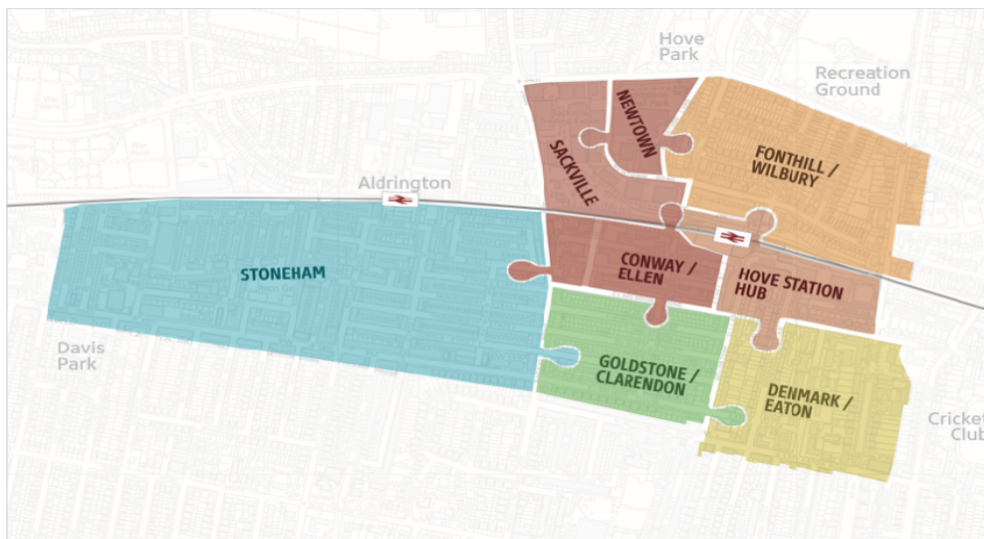 Hove
Park
Recreation
Ground
NEWTOWN
FONTHILL /
WILBURY
SACKVILLE
Aldrington
STONEHAM
CONWAY /
ELLEN
HOVE STATION
HUB
Davis
Park
GOLDSTONE /
CLARENDON
DENMARK /
EATON
Cricket
Club